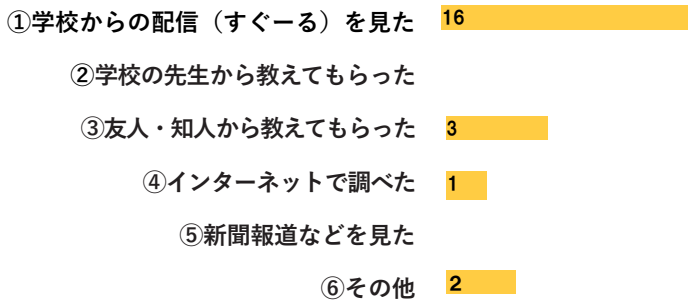 ①学校からの配信（すぐーる）を見た 16
②学校の先生から教えてもらった
③友人・知人から教えてもらった 3
④インターネットで調べた 1
⑤新聞報道などを見た
⑥その他 2